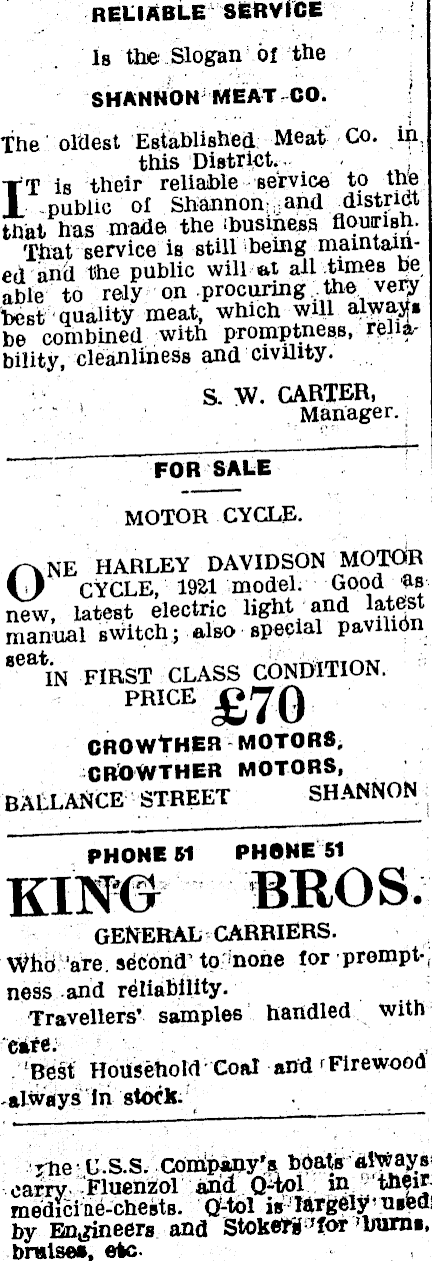 RELIABLE SERVICE
Is the Slogan of the
SHANNON MEAT CO.
The oldest Established Meat Co. in
this District.
IT is their reliable service to the
public of Shannon and district
that has made the business flourish.
That service is still being maintain-
ed and the public will at all times be
able to rely on procuring the very
best quality meat, which will always
be combined with promptness, relia-
bility, cleanliness and civility.
S. W. CARTER,
Manager.
FOR SALE
MOTOR CYCLE.
ONE HARLEY DAVIDSON MOTOR
CYCLE, 1921 model. Good as
new, latest electric light and latest
manual switch; also special pavilion
seat.
IN FIRST CLASS CONDITION.
PRICE £70
CROWTHER MOTORS,
CROWTHER MOTORS,
BALLANCE STREET SHANNON
PHONE 51 PHONE 51
KING BROS.
GENERAL CARRIERS.
Who are second to none for prompt-
ness and reliability.
Travellers' samples handled with
care.
Best Household Coal and Firewood
always in stock.
The U.S.S. Company's boats always
carry Fluenzol and Q-tol in their
medicine-chests. Q-tol is largely used
by Engineers and Stokers for burns,
bruises, etc.